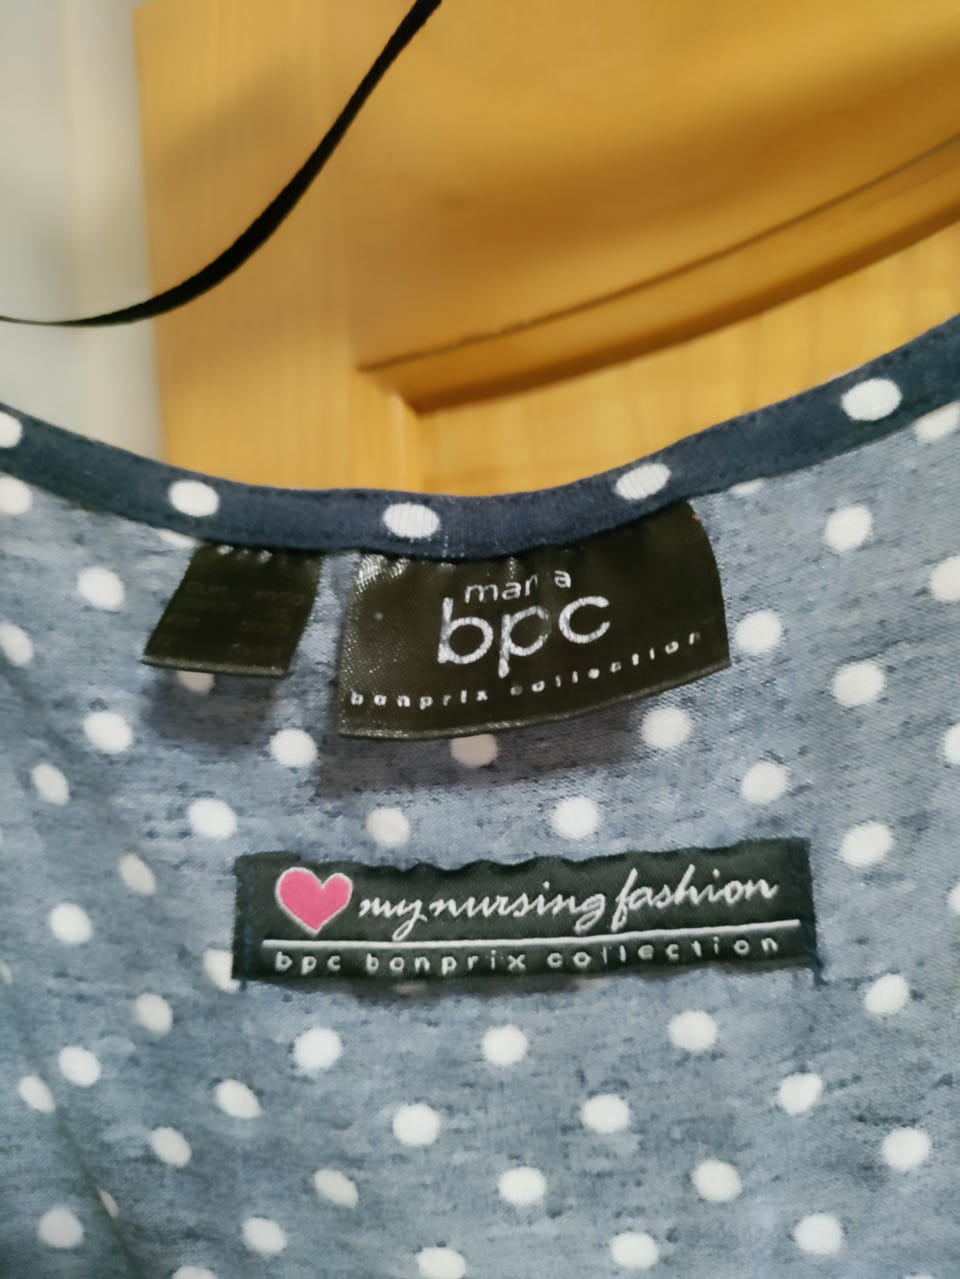 mama
bpc
bonprix collection
my nursing fashion
bpc bonprix collection